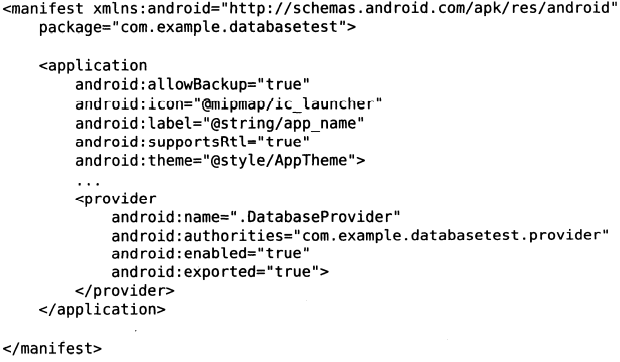 <manifest xmlns:android="http://schemas.android.com/apk/res/android"
    package="com.example.databasetest">

    <application
        android:allowBackup="true"
        android:icon="@mipmap/ic_launcher"
        android:label="@string/app_name"
        android:supportsRtl="true"
        android:theme="@style/AppTheme">
        ...
        <provider
            android:name=".DatabaseProvider"
            android:authorities="com.example.databasetest.provider"
            android:enabled="true"
            android:exported="true">
        </provider>
    </application>

</manifest>